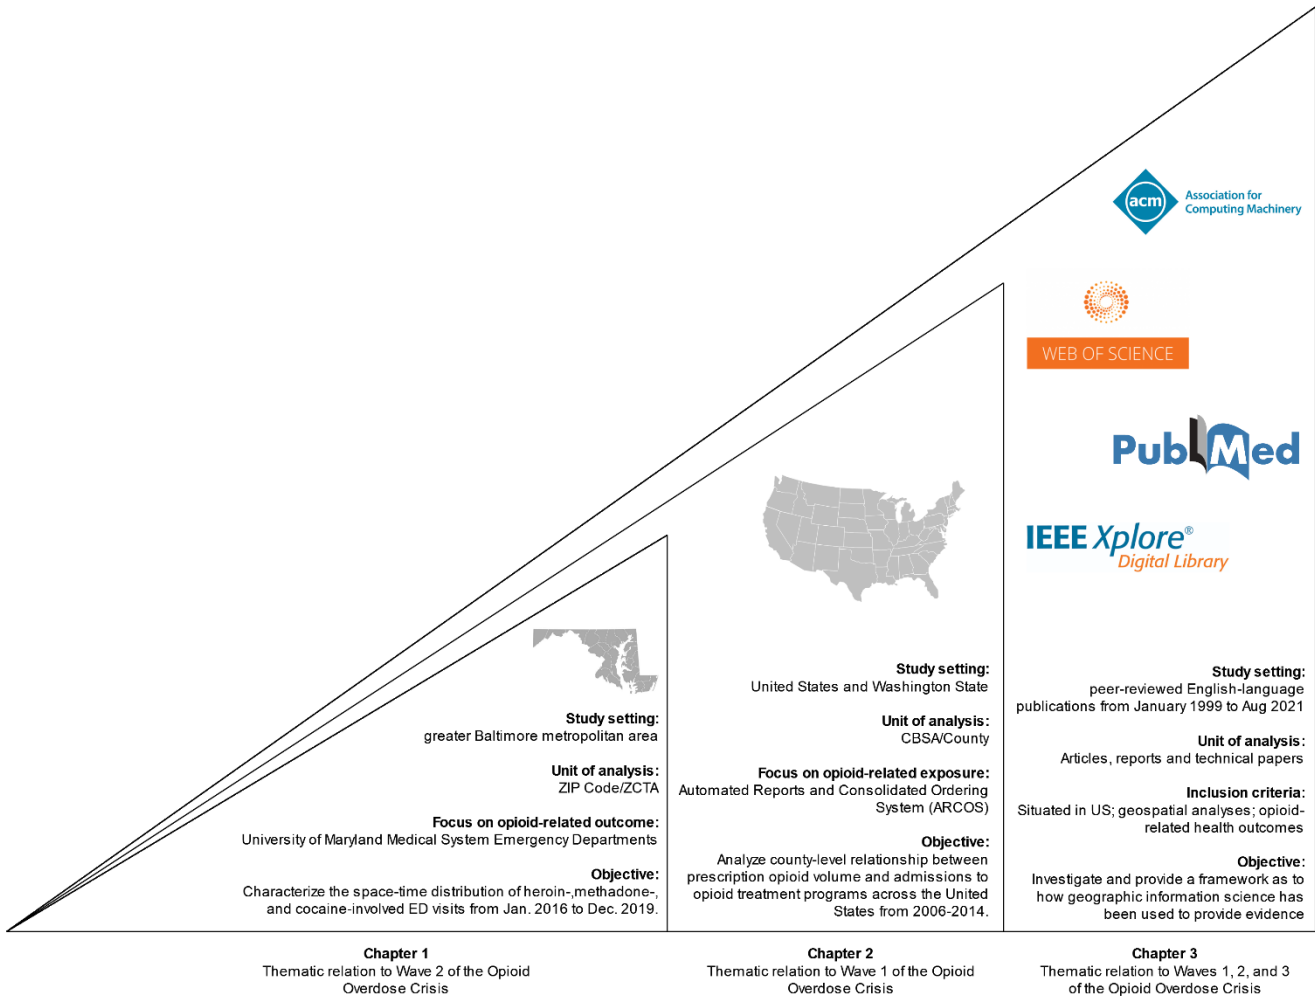 acm
Association for
Computing Machinery
WEB OF SCIENCE
PubMed
IEEE Xplore®
Digital Library
Study setting:
greater Baltimore metropolitan area
Unit of analysis:
ZIP Code/ZCTA
Focus on opioid-related outcome:
University of Maryland Medical System Emergency Departments
Objective:
Characterize the space-time distribution of heroin-,methadone-,
and cocaine-involved ED visits from Jan. 2016 to Dec. 2019.
Study setting:
United States and Washington State
Unit of analysis:
CBSA/County
Focus on opioid-related exposure:
Automated Reports and Consolidated Ordering
System (ARCOS)
Objective:
Analyze county-level relationship between
prescription opioid volume and admissions to
opioid treatment programs across the United
States from 2006-2014.
Study setting:
peer-reviewed English-language
publications from January 1999 to Aug 2021
Unit of analysis:
Articles, reports and technical papers
Inclusion criteria:
Situated in US; geospatial analyses; opioid-
related health outcomes
Objective:
Investigate and provide a framework as to
how geographic information science has
been used to provide evidence
Chapter 1
Thematic relation to Wave 2 of the Opioid
Overdose Crisis
Chapter 2
Thematic relation to Wave 1 of the Opioid
Overdose Crisis
Chapter 3
Thematic relation to Waves 1, 2, and 3
of the Opioid Overdose Crisis